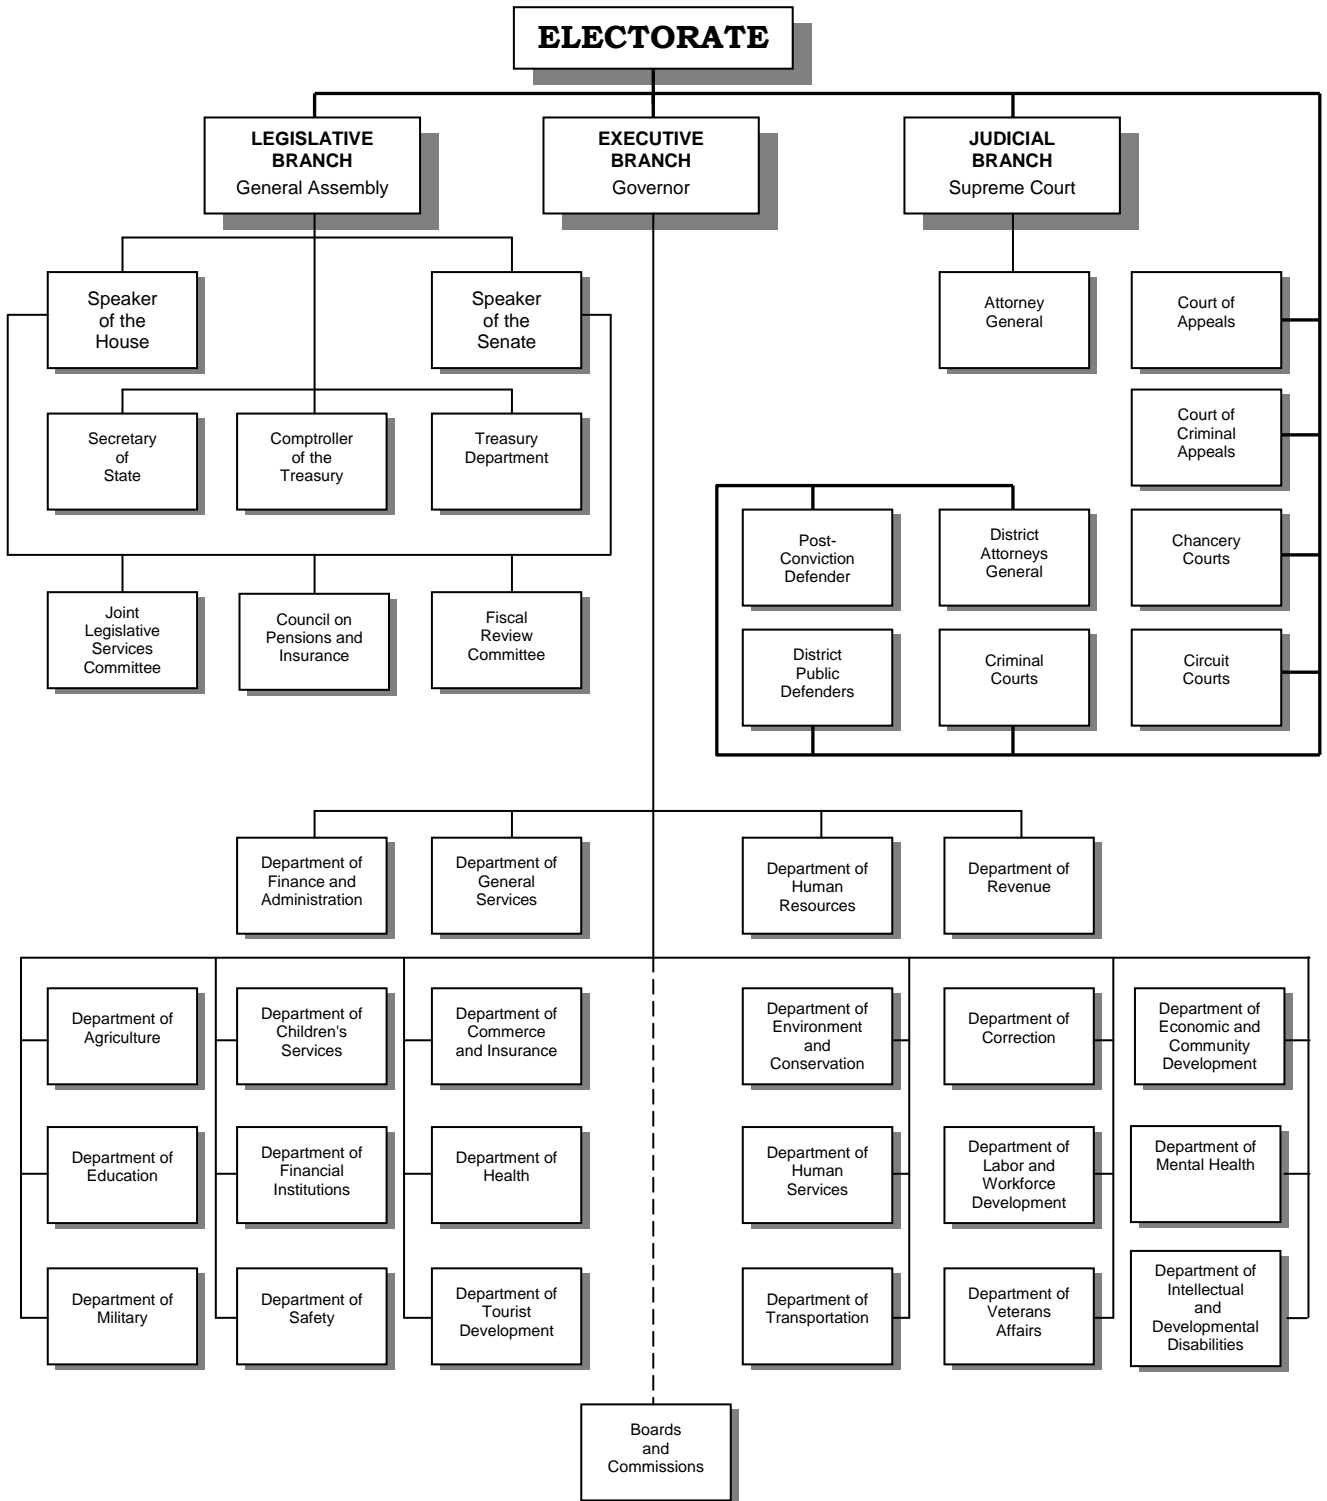 ELECTORATE
LEGISLATIVE
BRANCH
General Assembly
EXECUTIVE
BRANCH
Governor
JUDICIAL
BRANCH
Supreme Court
Speaker
of the
House
Speaker
of the
Senate
Attorney
General
Court of
Appeals
Secretary
of
State
Comptroller
of the
Treasury
Treasury
Department
Court of
Criminal
Appeals
Post-
Conviction
Defender
District
Attorneys
General
Chancery
Courts
Joint
Legislative
Services
Committee
Council on
Pensions and
Insurance
Fiscal
Review
Committee
District
Public
Defenders
Criminal
Courts
Circuit
Courts
Department of
Finance and
Administration
Department of
General
Services
Department of
Human
Resources
Department of
Revenue
Department of
Agriculture
Department of
Children's
Services
Department of
Commerce
and Insurance
Department of
Environment
and
Conservation
Department of
Correction
Department of
Economic and
Community
Development
Department of
Education
Department of
Financial
Institutions
Department of
Health
Department of
Human
Services
Department of
Labor and
Workforce
Development
Department of
Mental Health
Department of
Military
Department of
Safety
Department of
Tourist
Development
Department of
Transportation
Department of
Veterans
Affairs
Department of
Intellectual
and
Developmental
Disabilities
Boards
and
Commissions